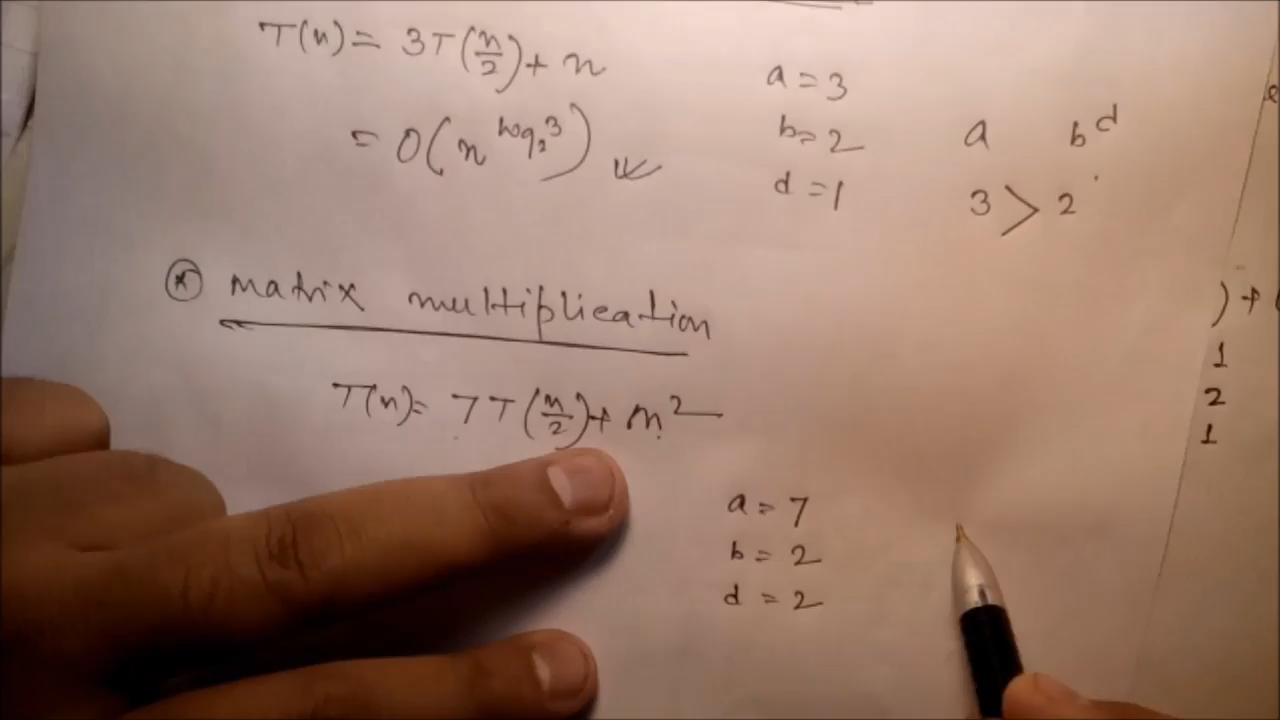 T(n) = 3T(n/2) + n
= O(n^log₂3)
a = 3
b = 2
d = 1
a b^d
3 > 2
⊛ matrix multiplication
T(n) = 7T(n/2) + n²
a = 7
b = 2
d = 2
) + (
1
2
1